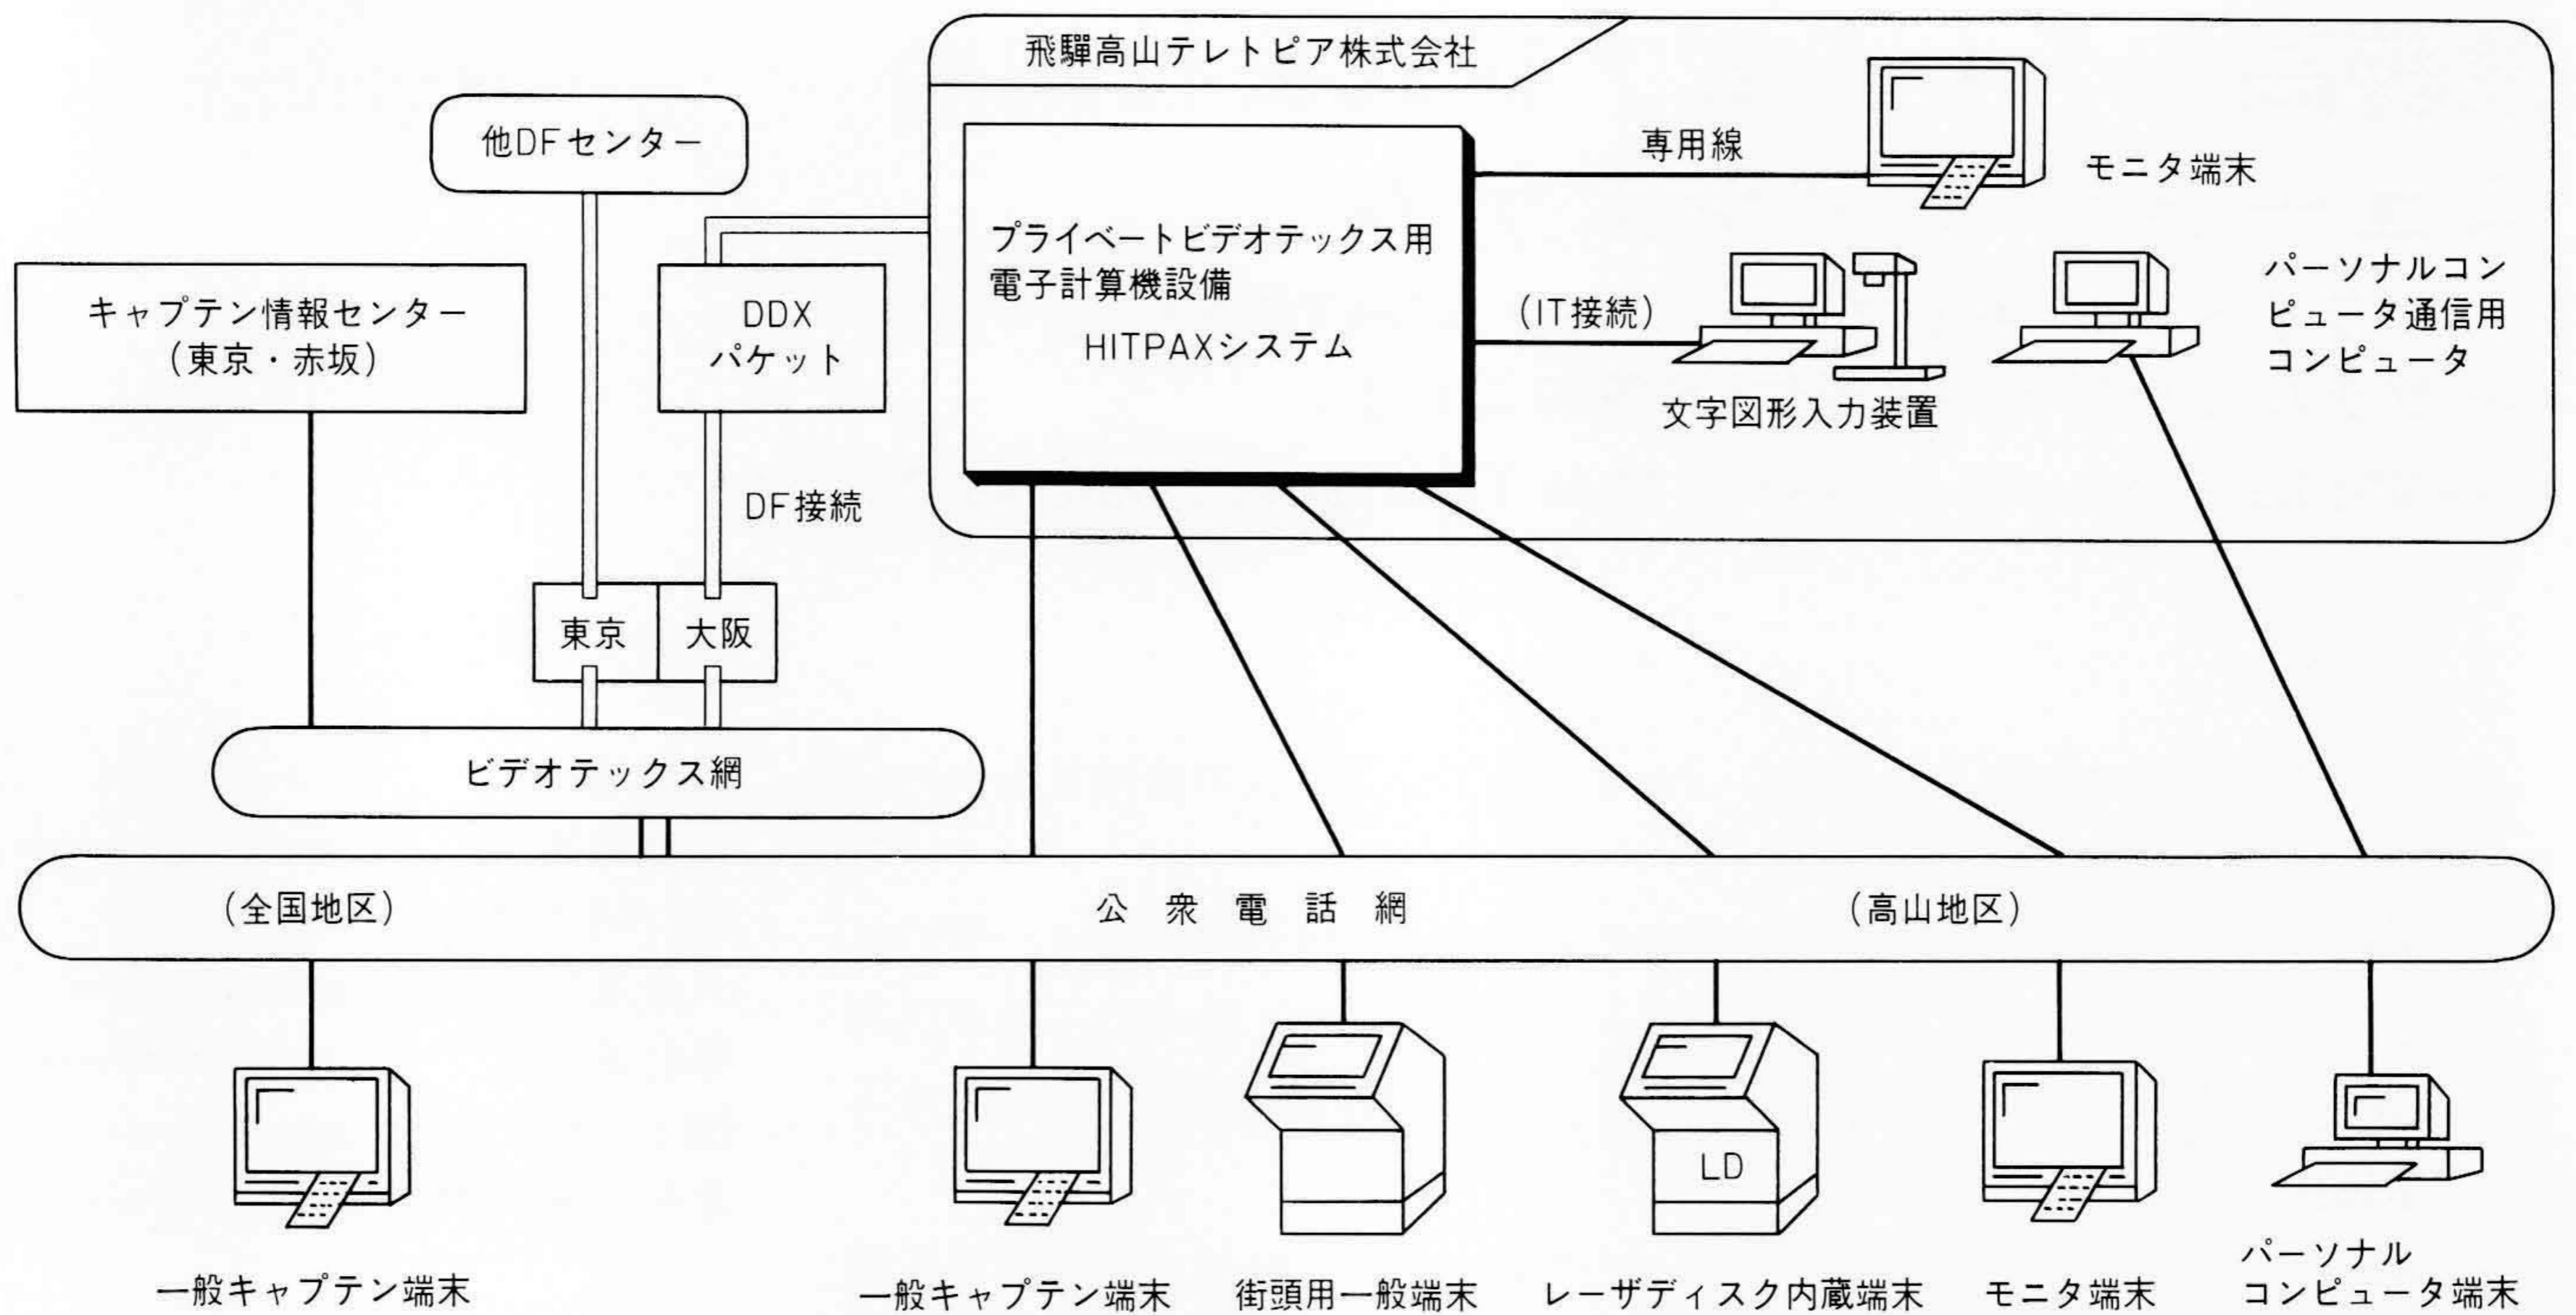 飛驒高山テレトピア株式会社
他DFセンター
専用線
モニタ端末
プライベートビデオテックス用
電子計算機設備
HITPAXシステム
(IT接続)
文字図形入力装置
パーソナルコン
ピュータ通信用
コンピュータ
キャプテン情報センター
(東京・赤坂)
DDX
パケット
DF接続
東京
大阪
ビデオテックス網
(全国地区)
公衆電話網
(高山地区)
LD
一般キャプテン端末
一般キャプテン端末
街頭用一般端末
レーザディスク内蔵端末
モニタ端末
パーソナル
コンピュータ端末